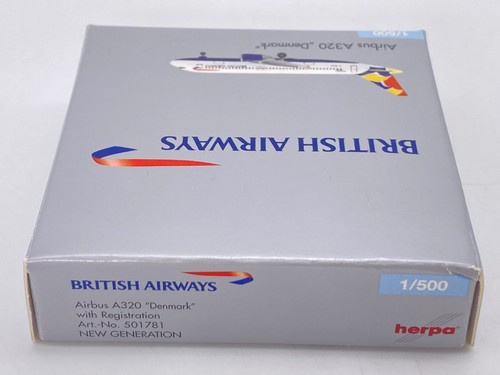 1/500
Airbus A320 „Denmark"
BRITISH AIRWAYS
BRITISH AIRWAYS
1/500
Airbus A320 "Denmark"
with Registration
Art.-No. 501781
NEW GENERATION
herpa